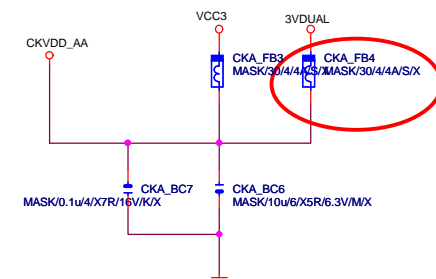 VCC3
3VDUAL
CKVDD_AA
CKA_FB3
MASK/30/4/4A/S/X
CKA_FB4
MASK/30/4/4A/S/X
CKA_BC7
MASK/0.1u/4/X7R/16V/K/X
CKA_BC6
MASK/10u/6/X5R/6.3V/M/X